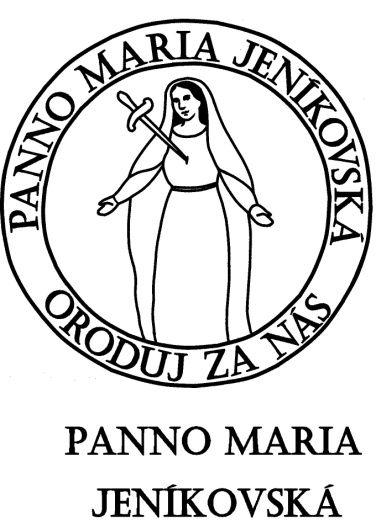 PANNO MARIA JENÍKOVSKÁ
ORODUJ ZA NÁS
PANNO MARIA
JENÍKOVSKÁ